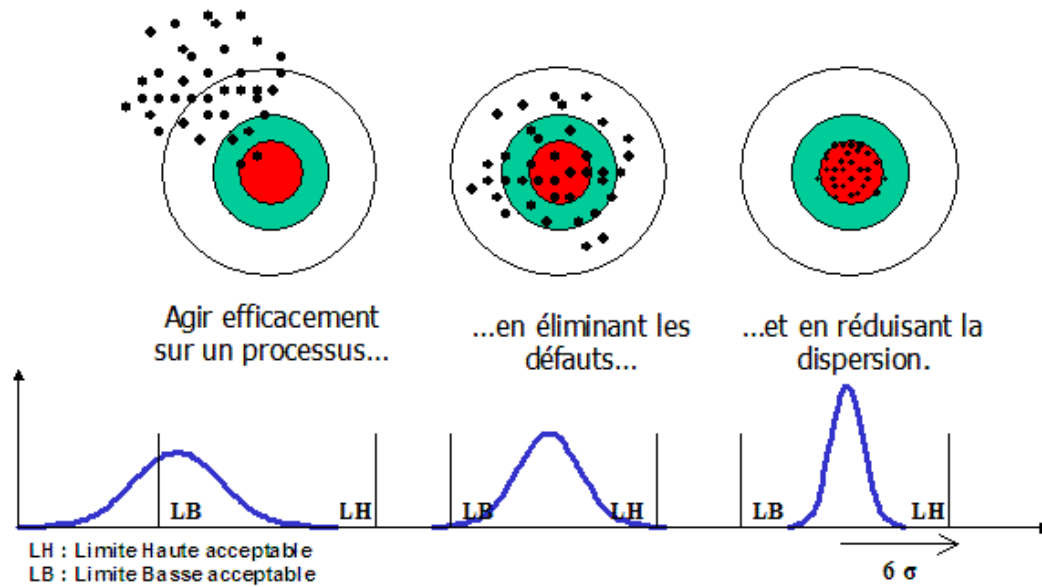 Agir efficacement
sur un processus...
...en éliminant les
défauts...
...et en réduisant la
dispersion.
LB
LH
LB
LH
LB
LH
LH : Limite Haute acceptable
LB : Limite Basse acceptable
6 σ